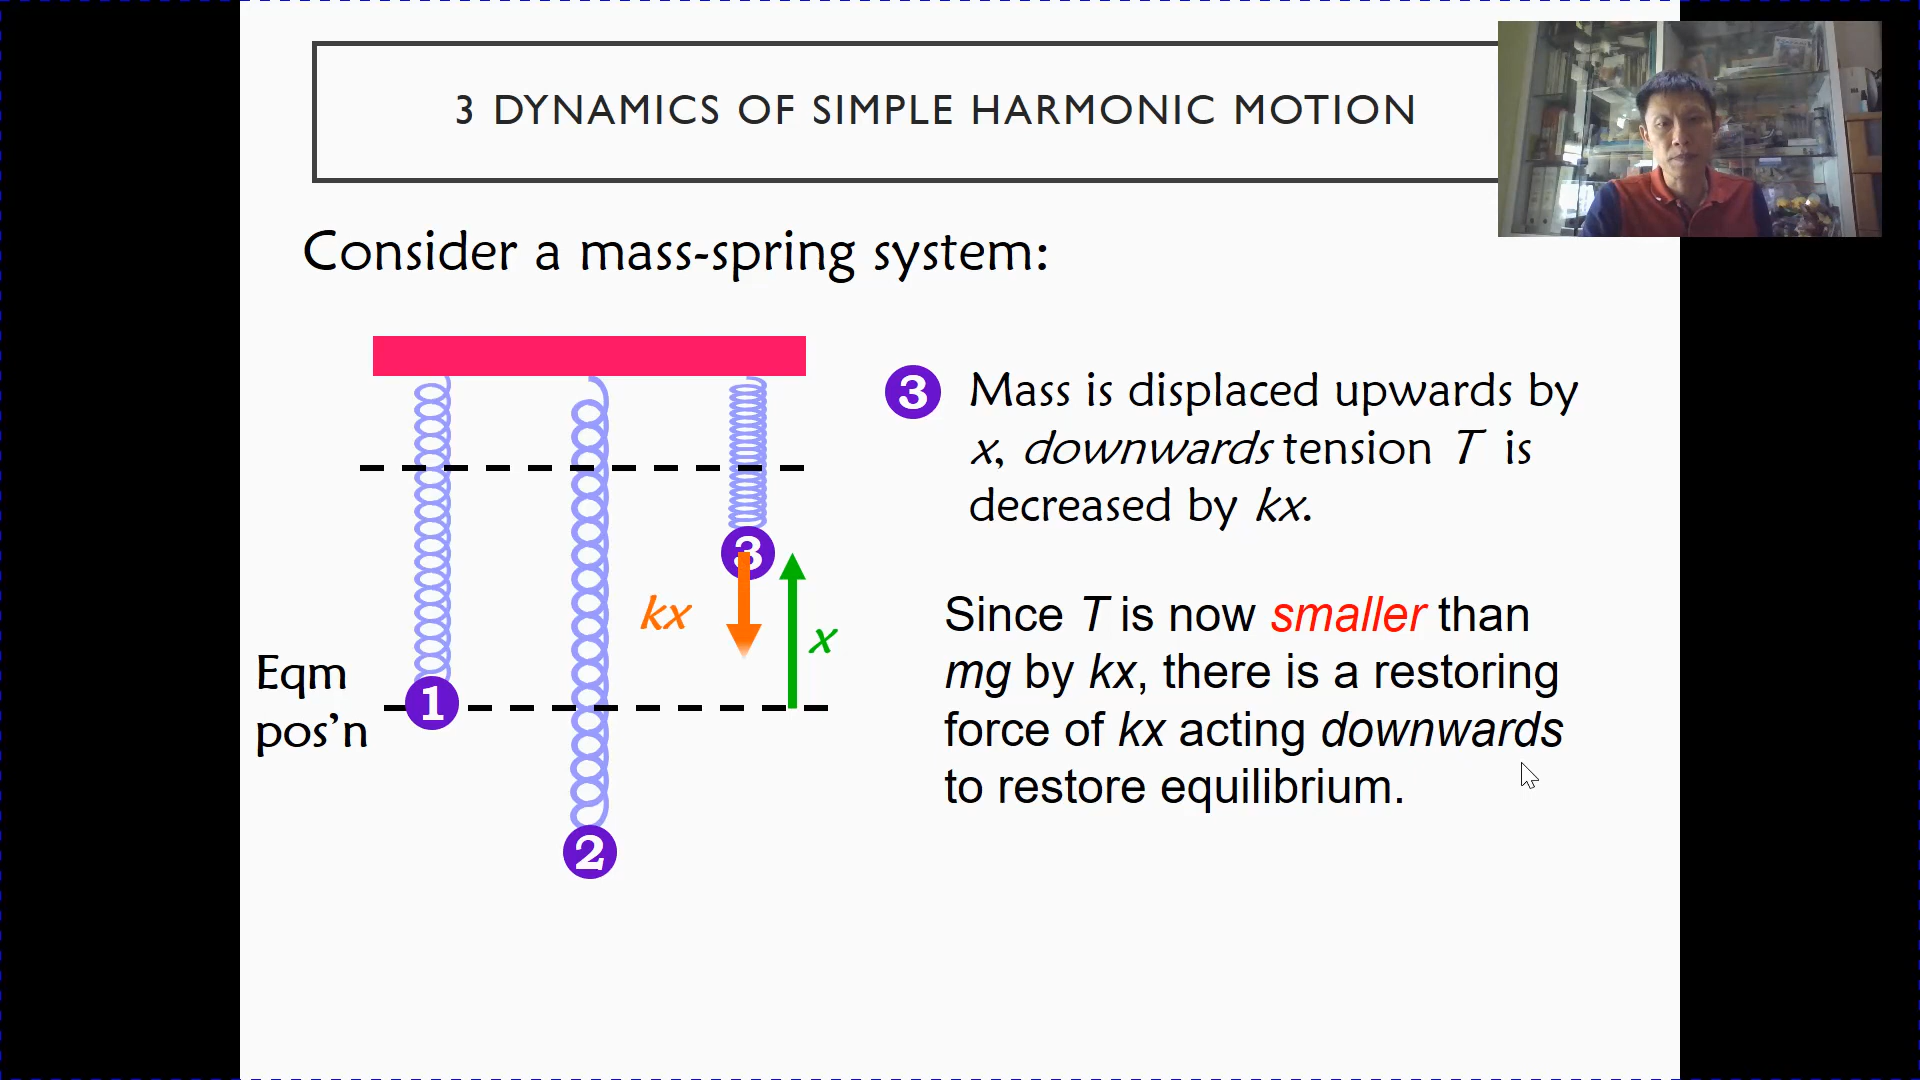 3 DYNAMICS OF SIMPLE HARMONIC MOTION
Consider a mass-spring system:
3 Mass is displaced upwards by
x, downwards tension T is
decreased by kx.
3
kx
x
Since T is now smaller than
mg by kx, there is a restoring
force of kx acting downwards
to restore equilibrium.
Eqm
pos’n
1
2